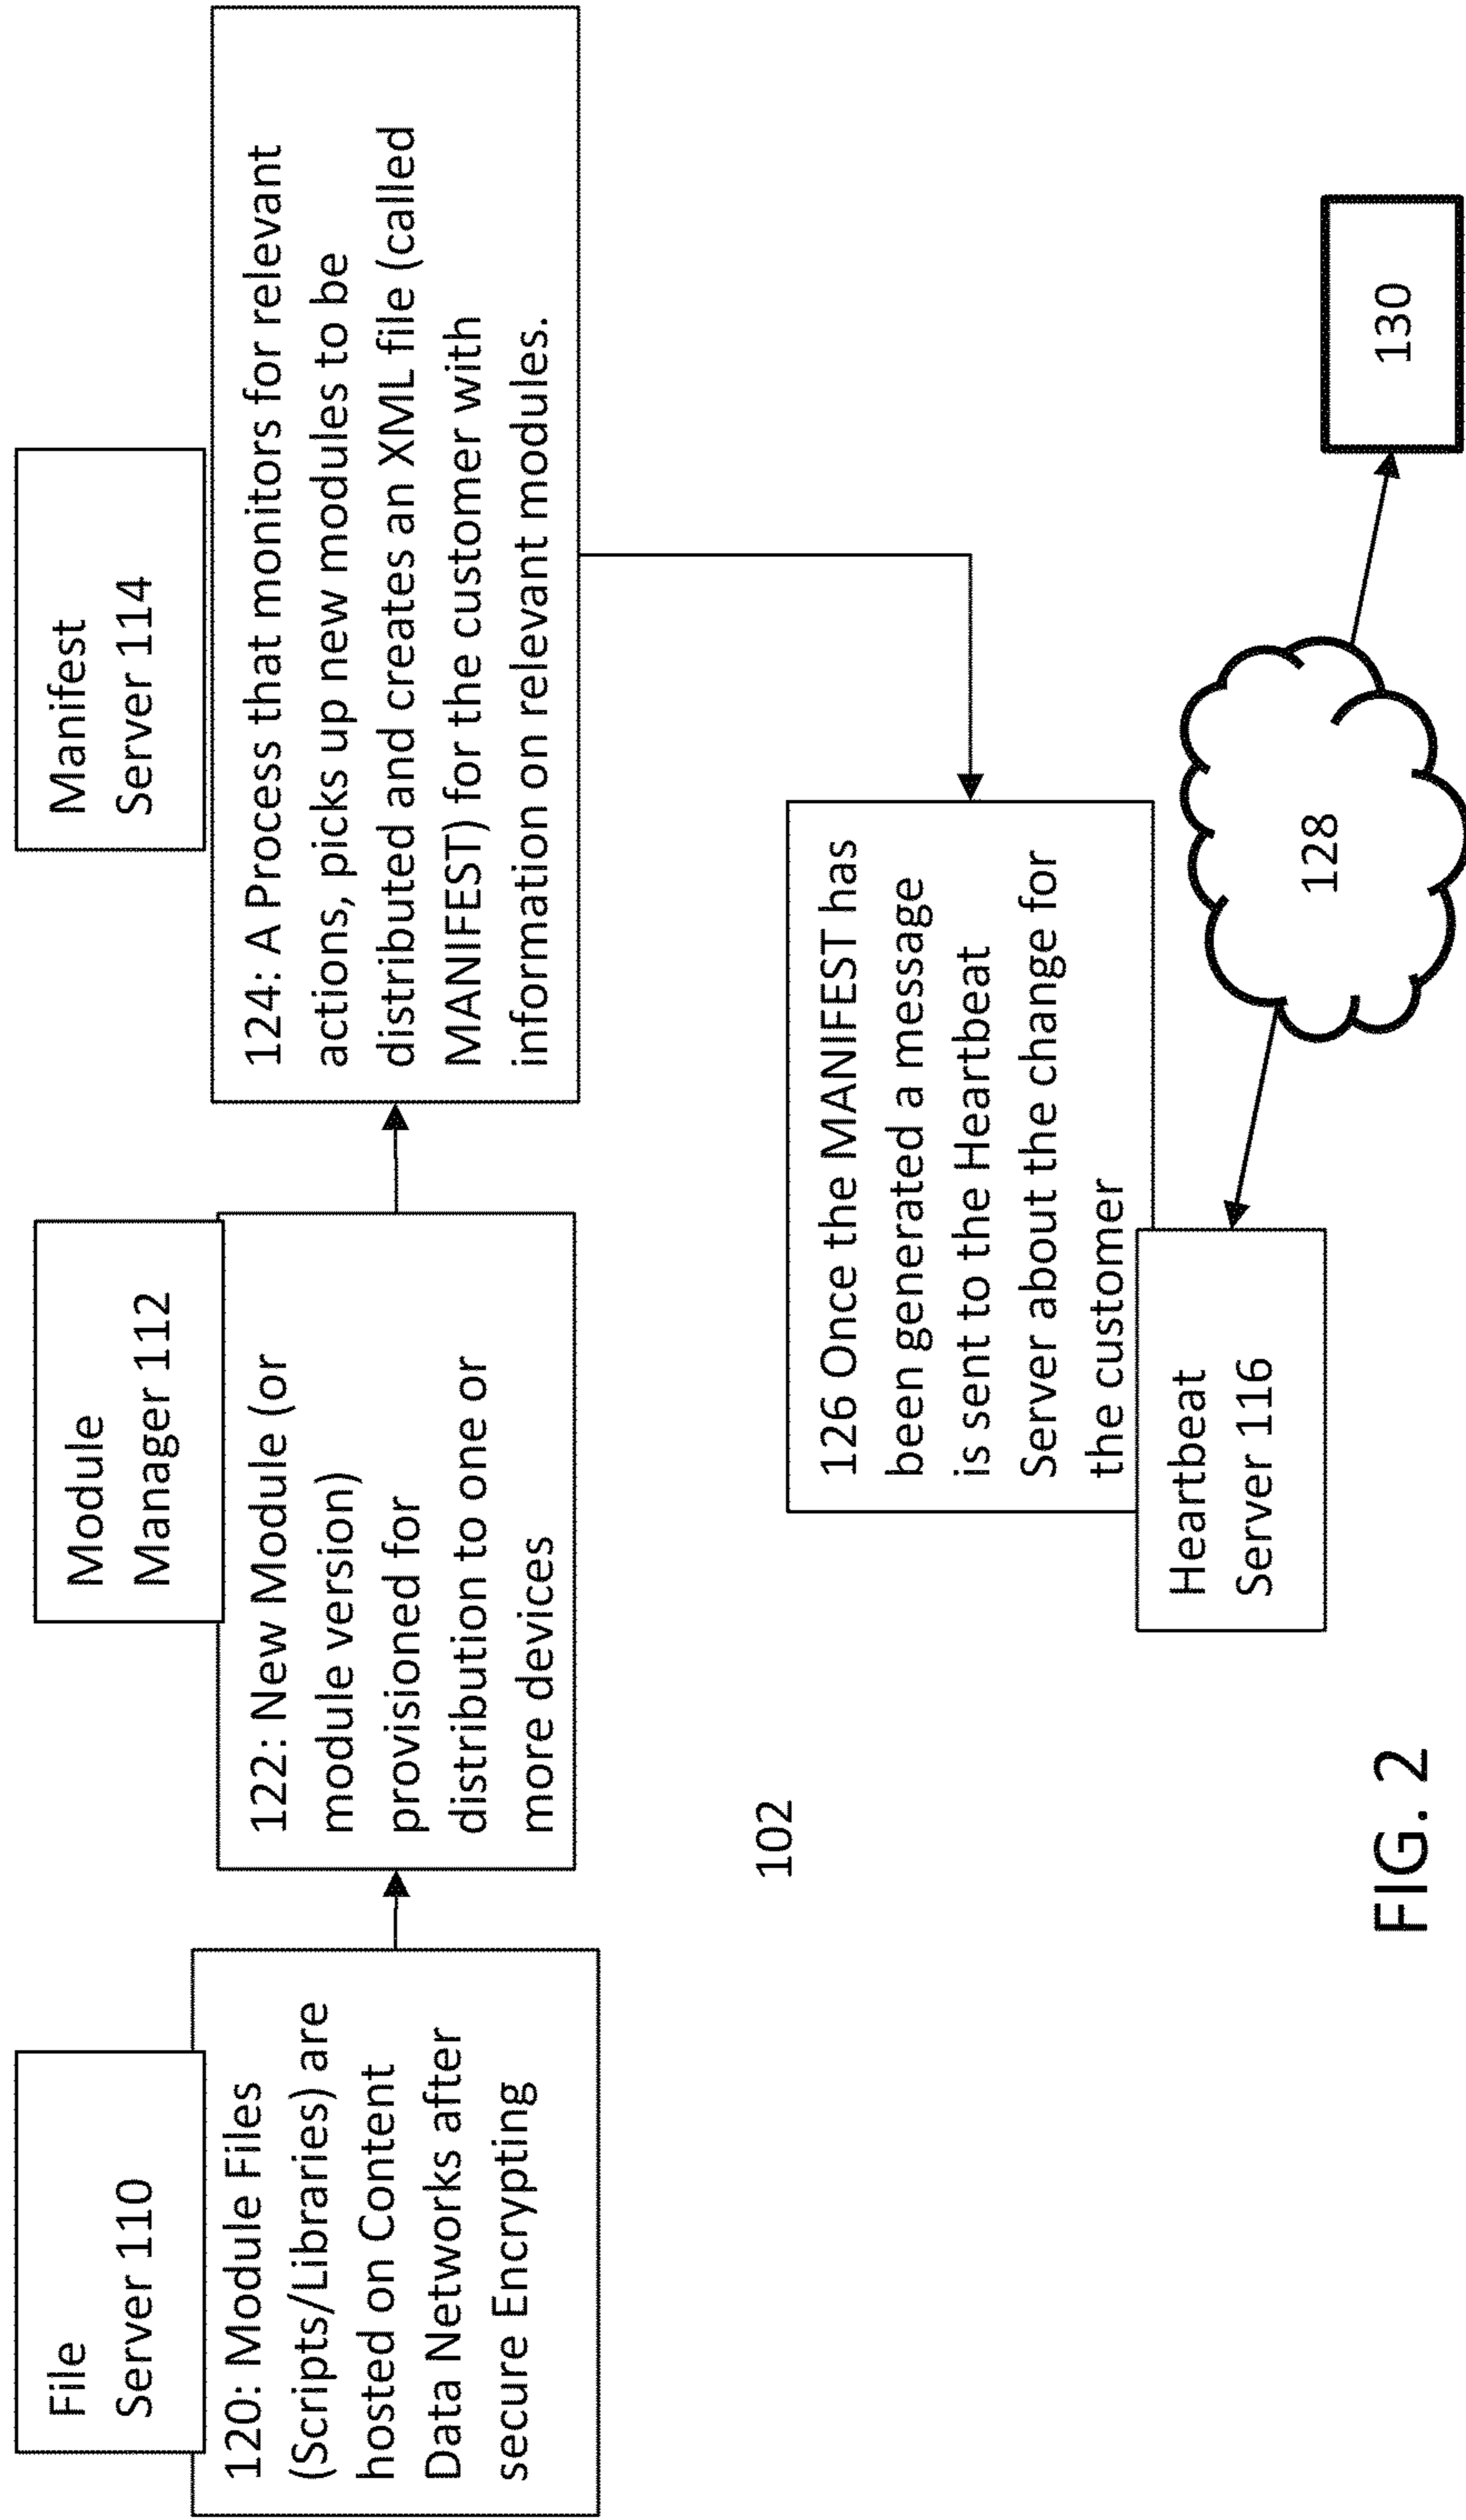 File
Server 110
120: Module Files
(Scripts/Libraries) are
hosted on Content
Data Networks after
secure Encrypting
Module
Manager 112
122: New Module (or
module version)
provisioned for
distribution to one or
more devices
Manifest
Server 114
124: A Process that monitors for relevant
actions, picks up new modules to be
distributed and creates an XML file (called
MANIFEST) for the customer with
information on relevant modules.
102
126 Once the MANIFEST has
been generated a message
is sent to the Heartbeat
Server about the change for
the customer
Heartbeat
Server 116
128
130
FIG. 2